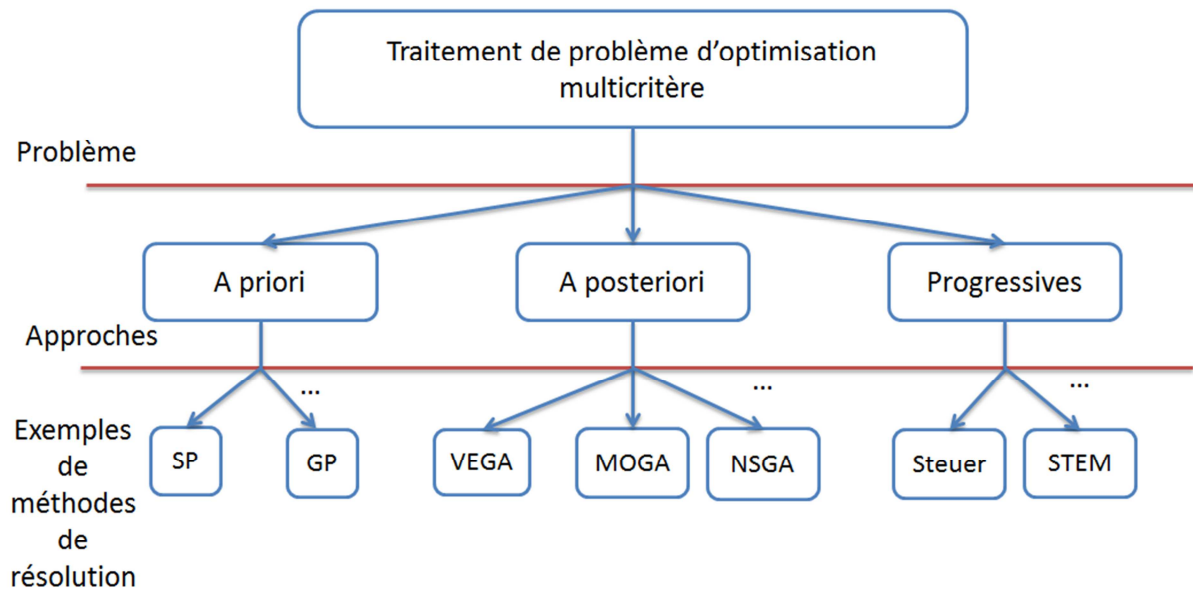 Traitement de problème d'optimisation
multicritère
Problème
A priori
A posteriori
Progressives
Approches
...
...
...
Exemples
de
méthodes
de
résolution
SP
GP
VEGA
MOGA
NSGA
Steuer
STEM